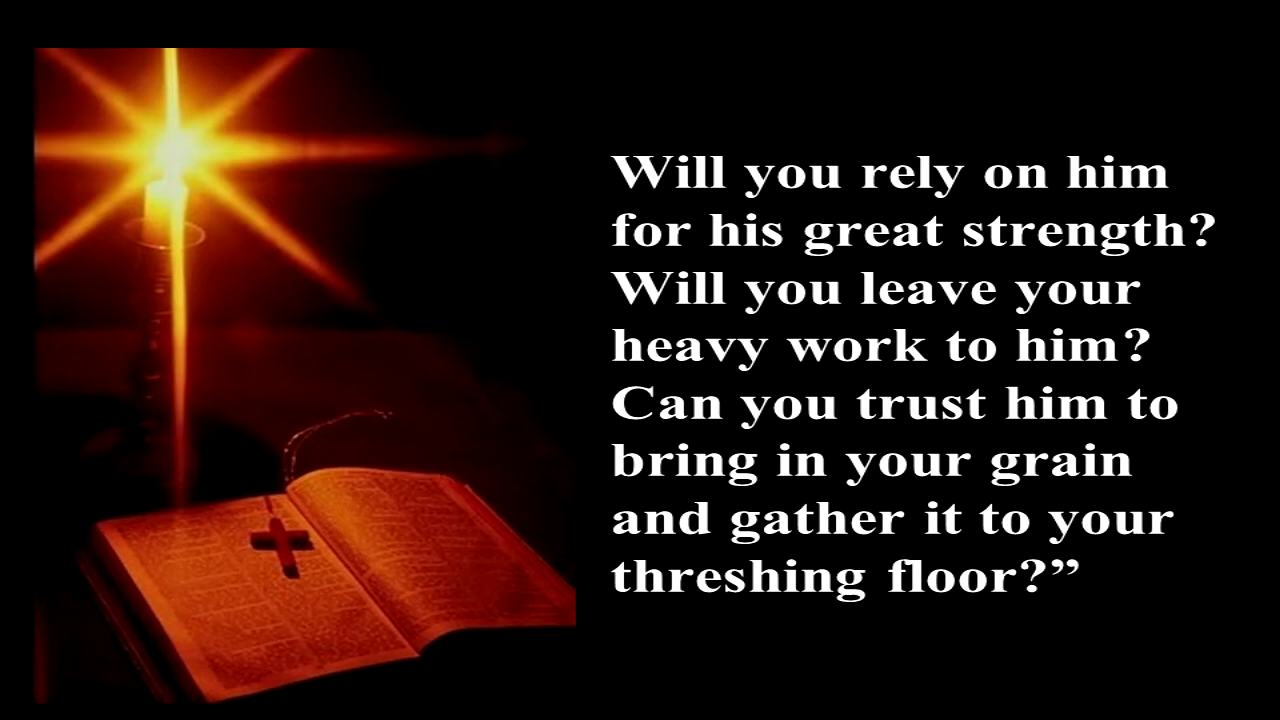 Will you rely on him
for his great strength?
Will you leave your
heavy work to him?
Can you trust him to
bring in your grain
and gather it to your
threshing floor?”